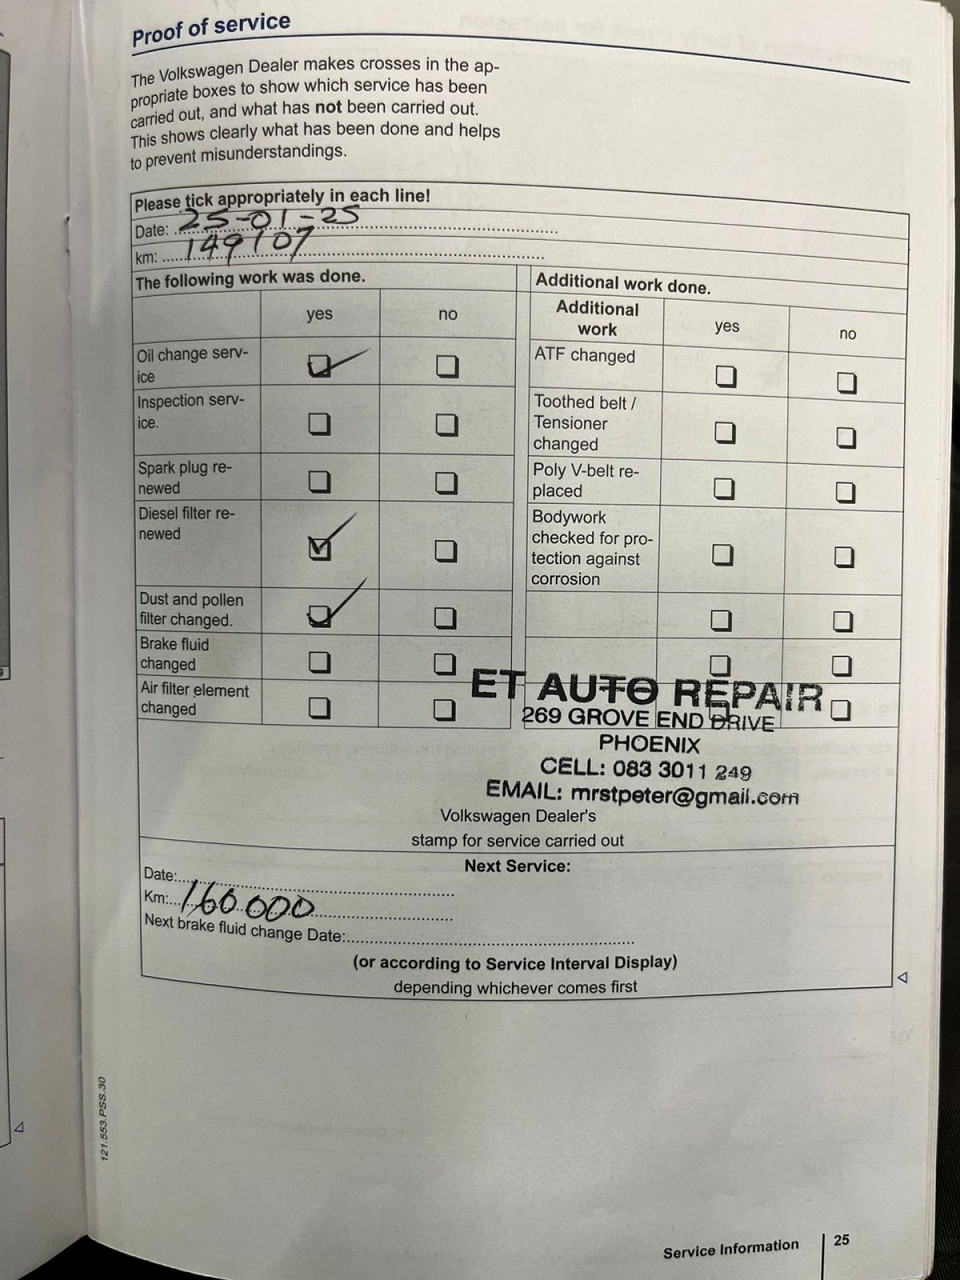 Proof of service
The Volkswagen Dealer makes crosses in the ap-
propriate boxes to show which service has been
carried out, and what has not been carried out.
This shows clearly what has been done and helps
to prevent misunderstandings.
Please tick appropriately in each line!
Date: 25-01-25
km: 149107
The following work was done.
yes
no
Oil change serv-
ice
Inspection serv-
ice.
Spark plug re-
newed
Diesel filter re-
newed
Dust and pollen
filter changed.
Brake fluid
changed
Air filter element
changed
Additional work done.
Additional
work
yes
no
ATF changed
Toothed belt /
Tensioner
changed
Poly V-belt re-
placed
Bodywork
checked for pro-
tection against
corrosion
ET AUTO REPAIR
269 GROVE END DRIVE
PHOENIX
CELL: 083 3011 249
EMAIL: mrstpeter@gmail.com
Volkswagen Dealer's
stamp for service carried out
Next Service:
Date:
Km: 160 000
Next brake fluid change Date:
(or according to Service Interval Display)
depending whichever comes first
121.553.PSS.30
Service Information
25